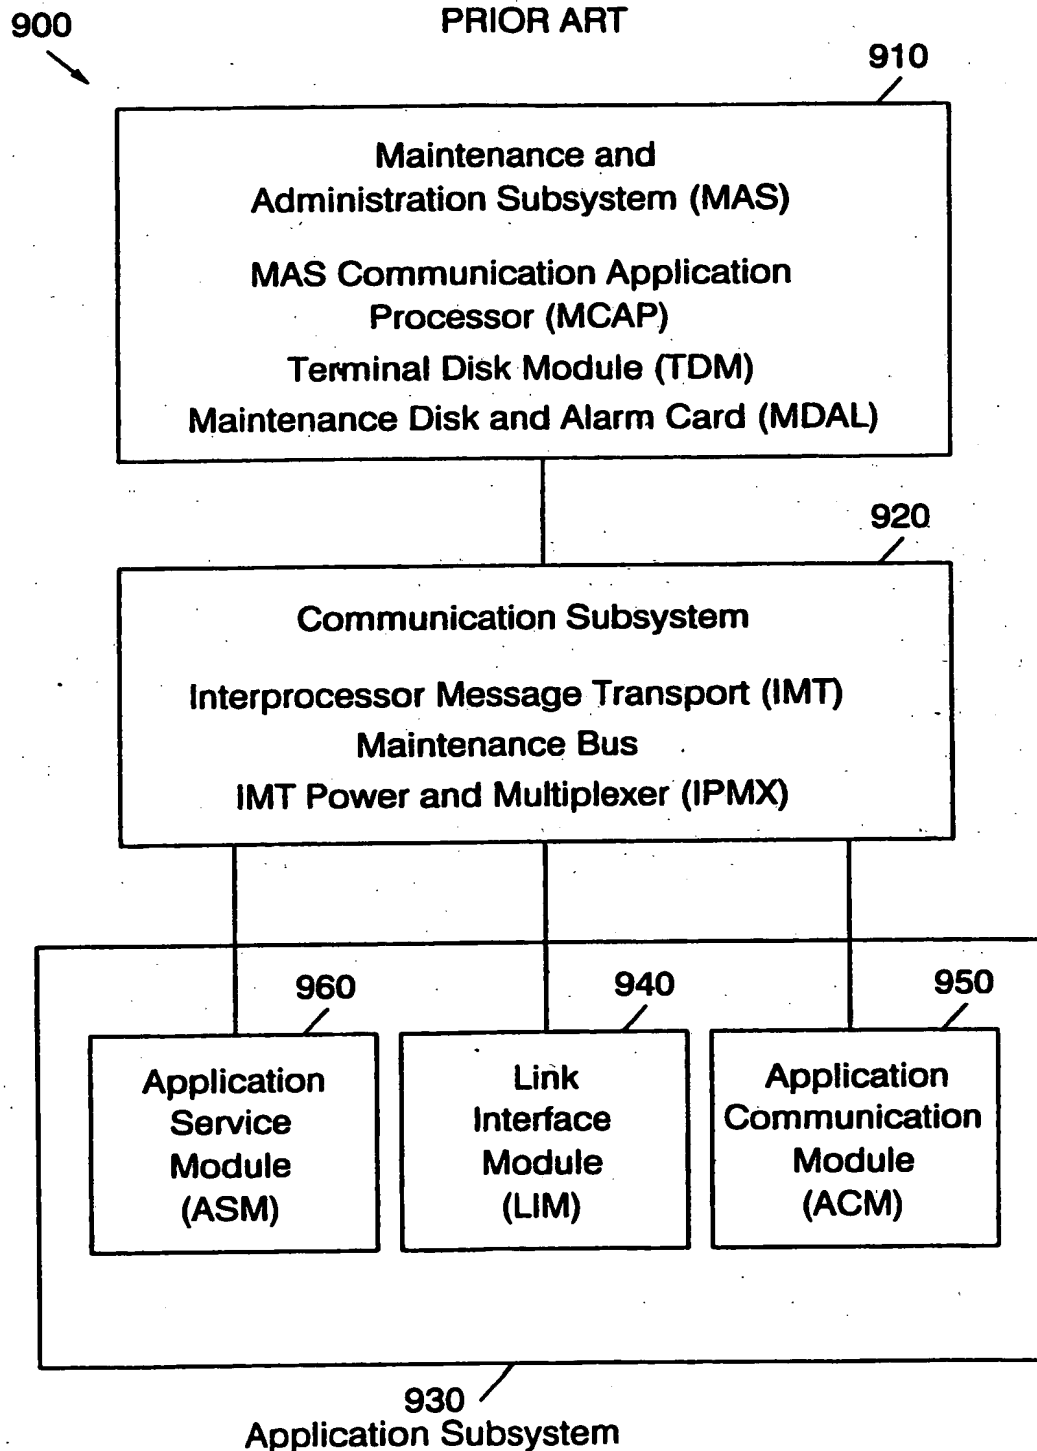 PRIOR ART
900
910
Maintenance and
Administration Subsystem (MAS)
MAS Communication Application
Processor (MCAP)
Terminal Disk Module (TDM)
Maintenance Disk and Alarm Card (MDAL)
920
Communication Subsystem
Interprocessor Message Transport (IMT)
Maintenance Bus
IMT Power and Multiplexer (IPMX)
960
Application
Service
Module
(ASM)
940
Link
Interface
Module
(LIM)
950
Application
Communication
Module
(ACM)
930
Application Subsystem